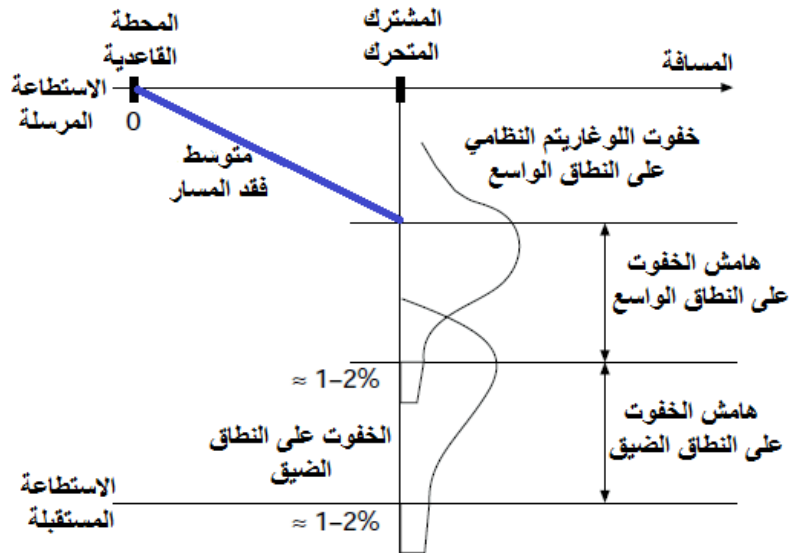 المحطة
القاعدية
المشترك
المتحرك
المسافة
الاستطاعة
المرسلة
0
متوسط
فقد المسار
خفوت اللوغاريتم النظامي
على النطاق الواسع
هامش الخفوت
على النطاق الواسع
≈ 1–2%
الخفوت على النطاق
الضيق
هامش الخفوت
على النطاق الضيق
الاستطاعة
المستقبلة
≈ 1–2%